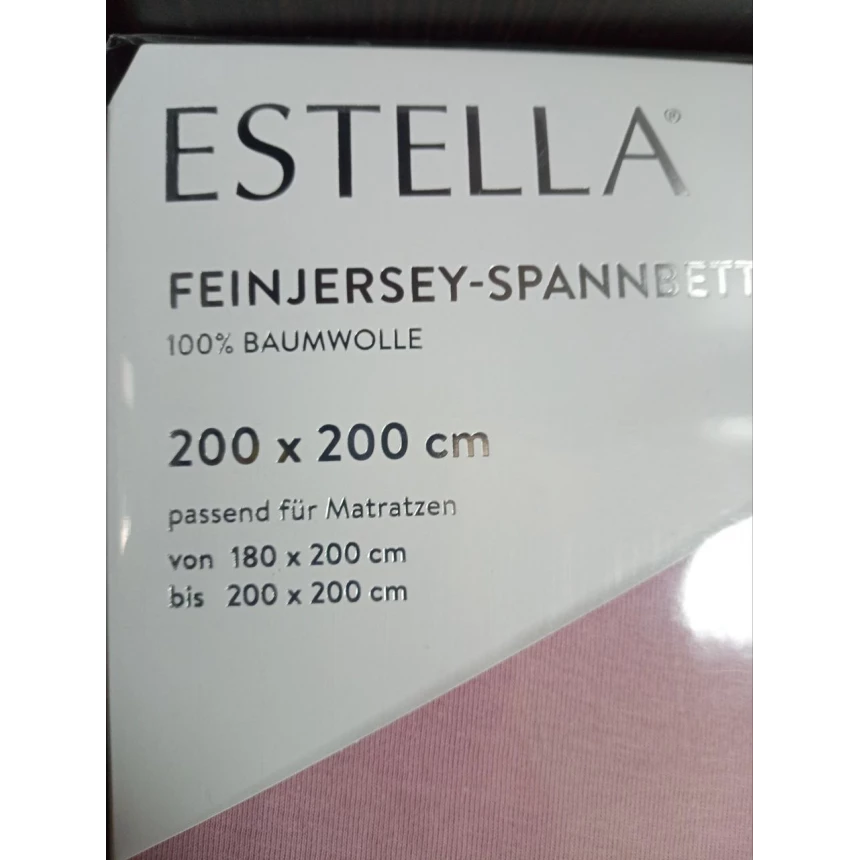 ESTELLA®
FEINJERSEY-SPANNBETT
100% BAUMWOLLE
200 x 200 cm
passend für Matratzen
von 180 x 200 cm
bis 200 x 200 cm